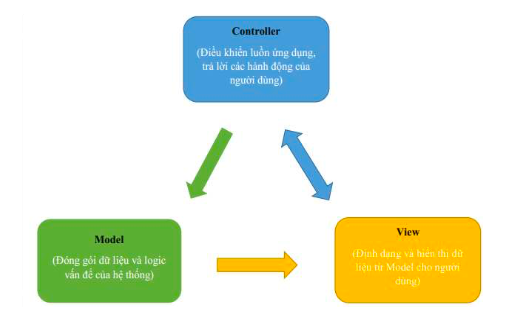 Controller
(Điều khiển luồn ứng dụng,
trả lời các hành động của
người dùng)
Model
(Đóng gói dữ liệu và logic
vấn đề của hệ thống)
View
(Định dạng và hiển thị dữ
liệu từ Model cho người
dùng)